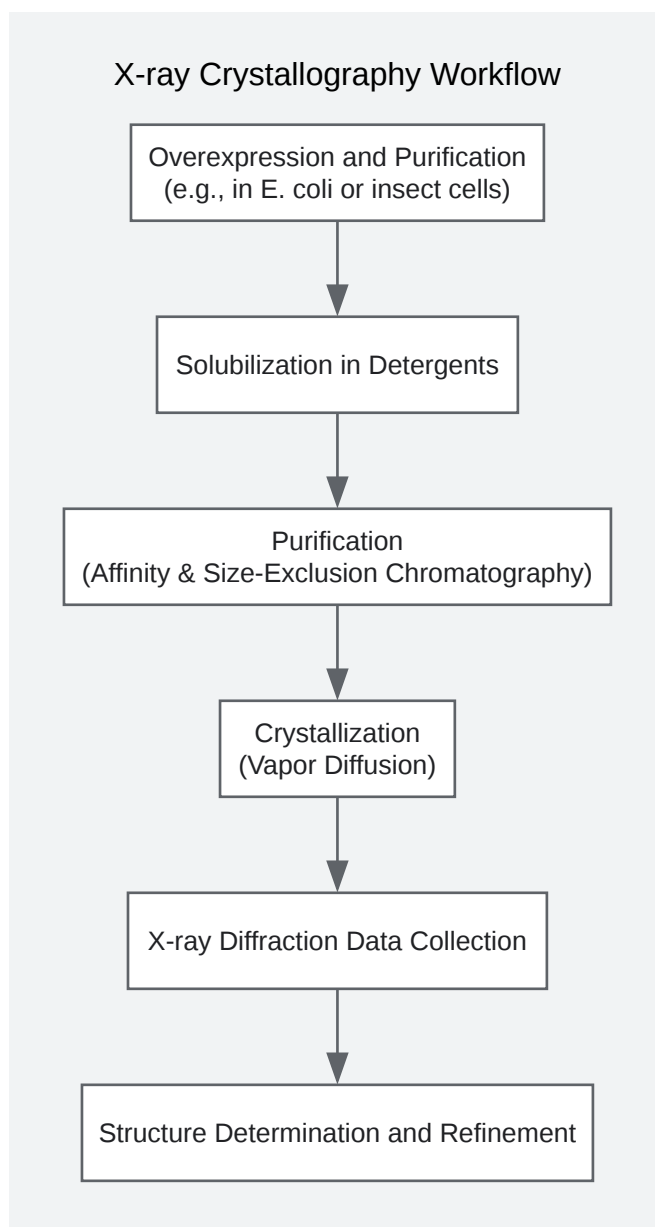 X-ray Crystallography Workflow
Overexpression and Purification
(e.g., in E. coli or insect cells)
Solubilization in Detergents
Purification
(Affinity & Size-Exclusion Chromatography)
Crystallization
(Vapor Diffusion)
X-ray Diffraction Data Collection
Structure Determination and Refinement